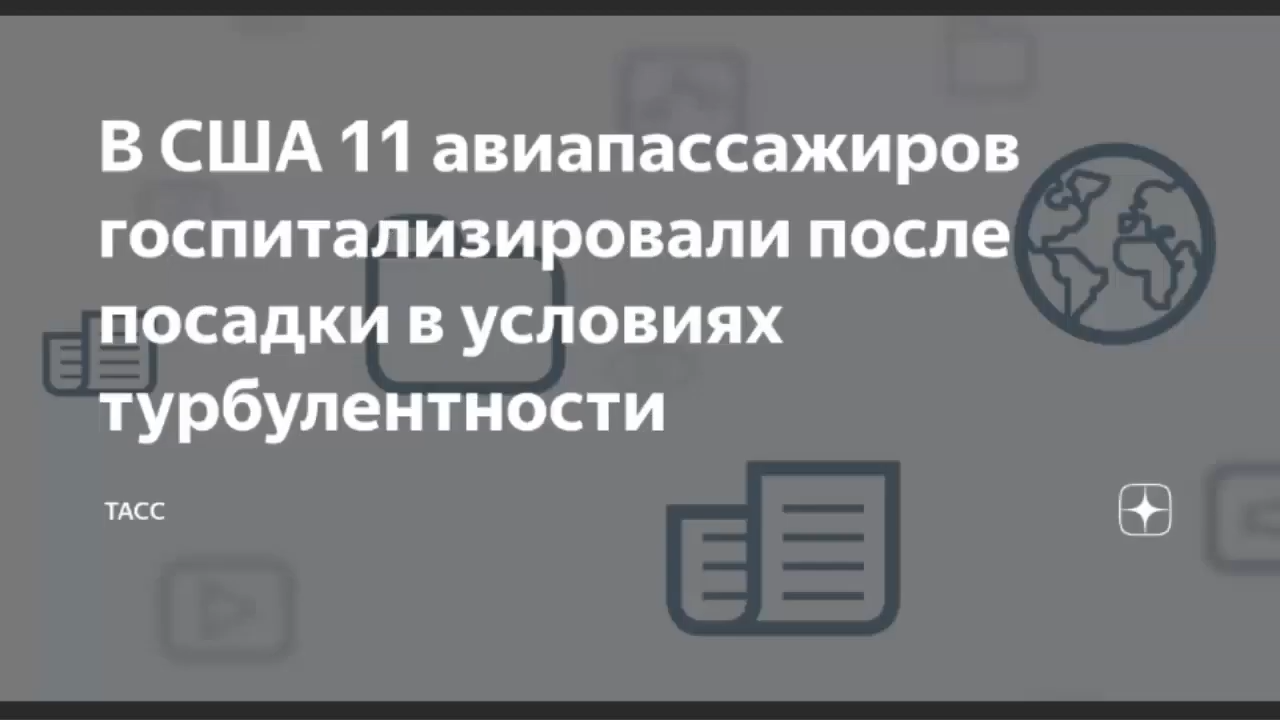 В США 11 авиапассажиров
госпитализировали после
посадки в условиях
турбулентности
ТАСС